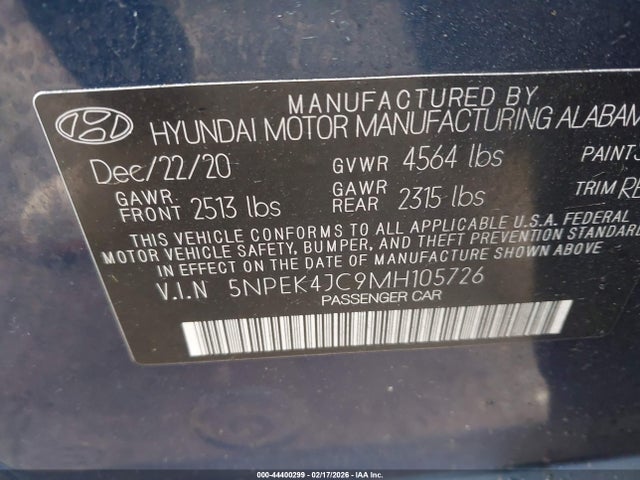 MANUFACTURED BY
HYUNDAI MOTOR MANUFACTURING ALABAM
Dec/22/20 GVWR 4564 lbs PAINT
GAWR FRONT 2513 lbs GAWR REAR 2315 lbs TRIM
THIS VEHICLE CONFORMS TO ALL APPLICABLE U.S.A. FEDERAL
MOTOR VEHICLE SAFETY, BUMPER, AND THEFT PREVENTION STANDARD
IN EFFECT ON THE DATE OF MANUFACTURE SHOWN ABOVE.
V.I.N 5NPEK4JC9MH105726
PASSENGER CAR
000-44400299 - 02/17/2026 - IAA Inc.